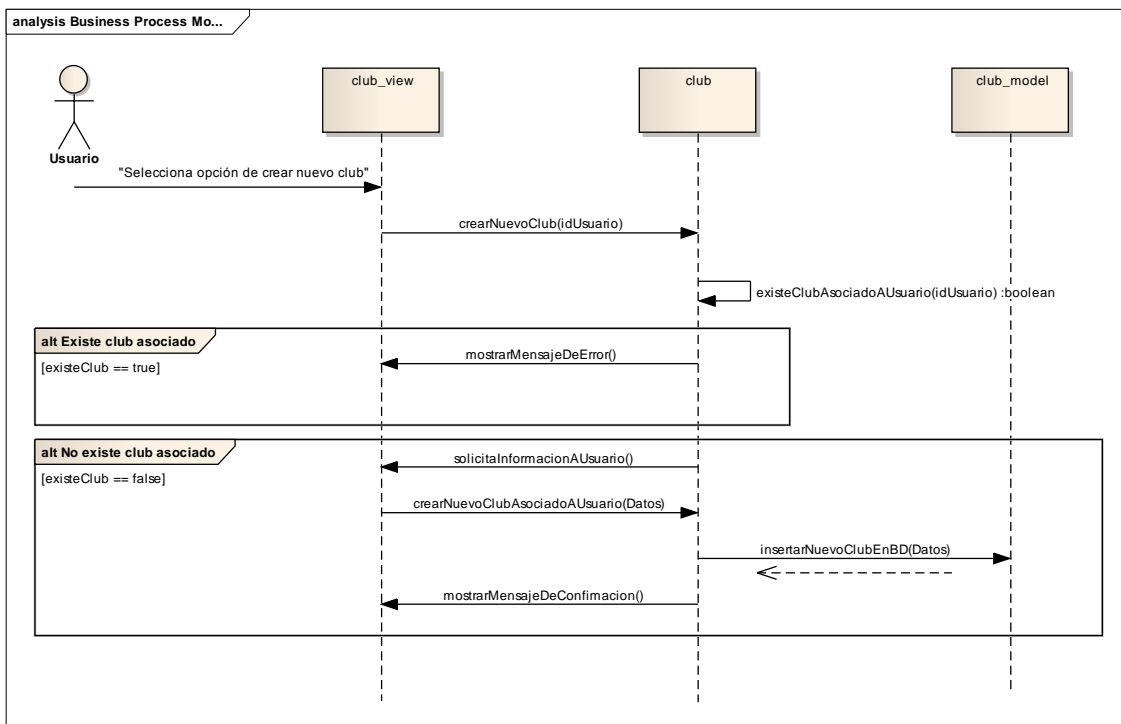 analysis Business Process Mo...
club_view
club
club_model
Usuario
"Selecciona opción de crear nuevo club"
crearNuevoClub(idUsuario)
existeClubAsociadoAUsuario(idUsuario) :boolean
alt Existe club asociado
mostrarMensajeDeError()
[existeClub == true]
alt No existe club asociado
solicitaInformacionAUsuario()
[existeClub == false]
crearNuevoClubAsociadoAUsuario(Datos)
insertarNuevoClubEnBD(Datos)
mostrarMensajeDeConfimacion()